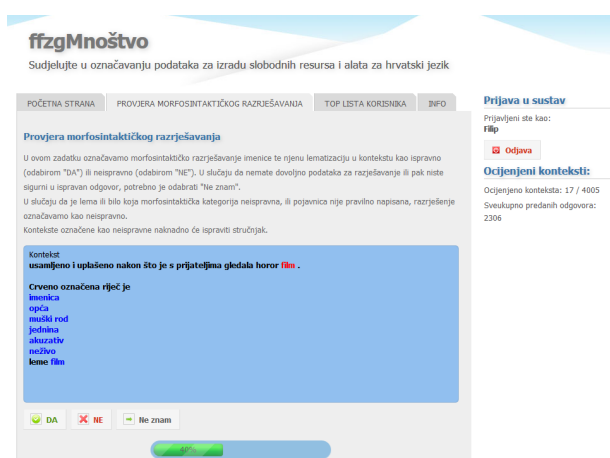 ffzgMnoštvo
Sudjelujte u označavanju podataka za izradu slobodnih resursa i alata za hrvatski jezik
POČETNA STRANA PROVJERA MORFOSINTAKTIČKOG RAZRJEŠAVANJA TOP LISTA KORISNIKA INFO
Provjera morfosintaktičkog razrješavanja
U ovom zadatku označavamo morfosintaktičko razrješavanje imenice te njenu lematizaciju u kontekstu kao ispravno
(odabirom "DA") ili neispravno (odabirom "NE"). U slučaju da nemate dovoljno podataka za razješavanje ili pak niste
sigurni u ispravan odgovor, potrebno je odabrati "Ne znam".
U slučaju da je lema ili bilo koja morfosintaktička kategorija neispravna, ili pojavnica nije pravilno napisana, razrješenje
označavamo kao neispravno.
Kontekste označene kao neispravne naknadno će ispraviti stručnjak.
Kontekst
usamljeno i uplašeno nakon što je s prijateljima gledala horor film .
Crveno označena riječ je
imenica
opća
muški rod
jednina
akuzativ
neživo
leme film
DA NE Ne znam
40%
Prijava u sustav
Prijavljeni ste kao:
Filip
Odjava
Ocijenjeni konteksti:
Ocijenjeno konteksta: 17 / 4005
Sveukupno predanih odgovora:
2306